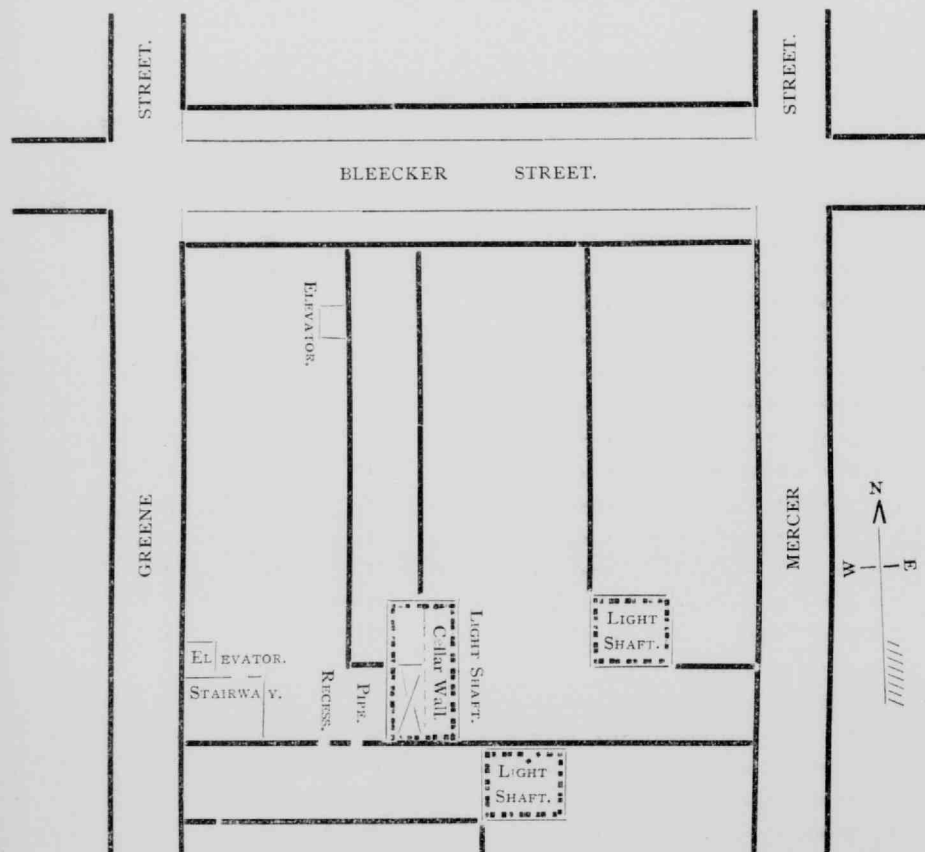 STREET.
STREET.
BLEECKER STREET.
ELEVATOR.
GREENE
MERCER
N
W
E
LIGHT SHAFT.
Cellar Wall
LIGHT
SHAFT.
ELEVATOR.
STAIRWAY.
PIPE.
RECESS.
LIGHT
SHAFT.